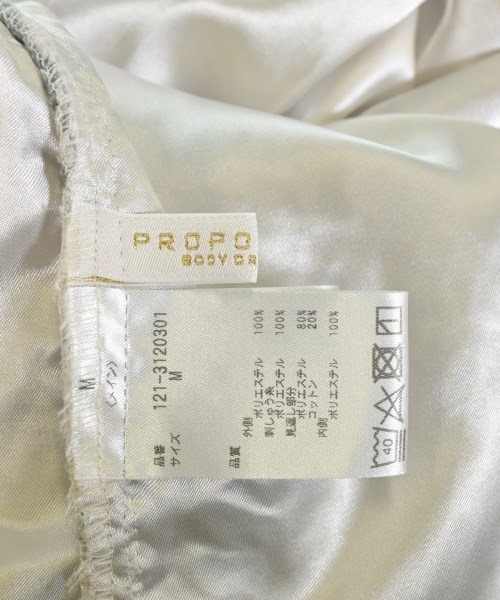 PROPO
BODY DR
M
〈メイン〉
品番 121-3120301
サイズ M
品質
外側
ポリエステル 100%
刺しゅう糸
ポリエステル 100%
見返し部分
ポリエステル 80%
コットン 20%
内側
ポリエステル 100%
40